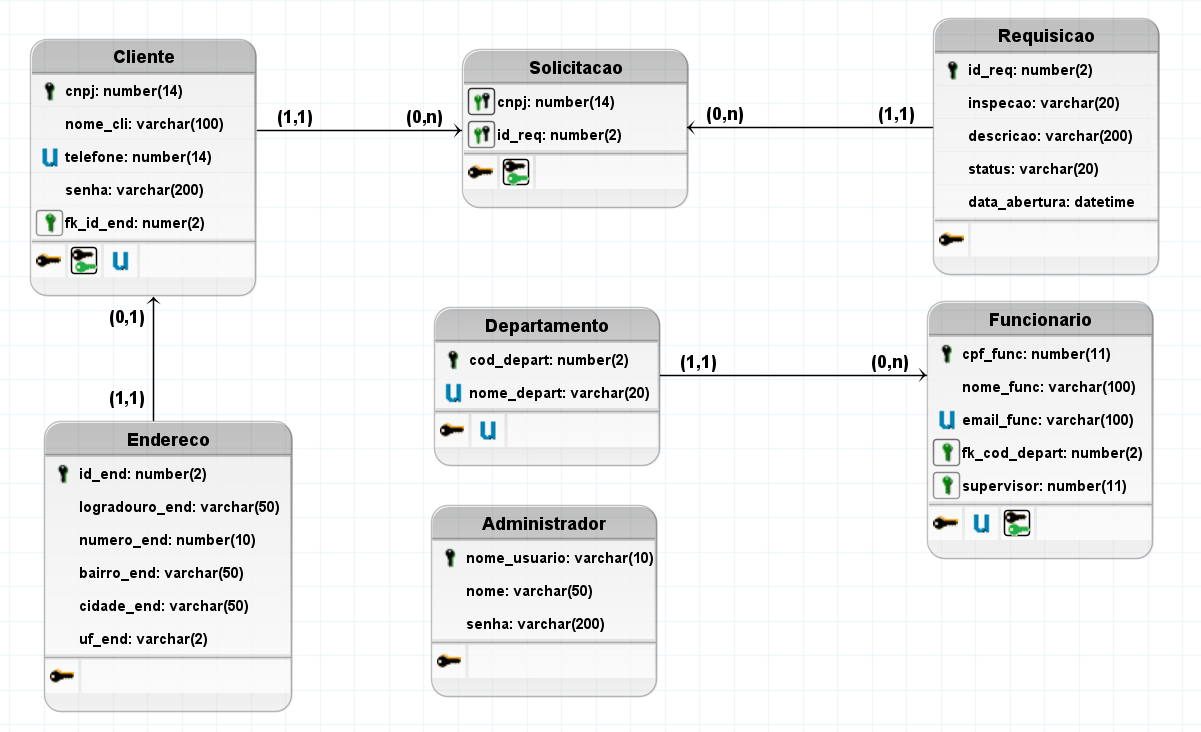 Cliente
cnpj: number(14)
nome_cli: varchar(100)
telefone: number(14)
senha: varchar(200)
fk_id_end: numer(2)
U
(1,1)
(0,n)
Solicitacao
cnpj: number(14)
id_req: number(2)
(0,n)
(1,1)
Requisicao
id_req: number(2)
inspecao: varchar(20)
descricao: varchar(200)
status: varchar(20)
data_abertura: datetime
(0,1)
(1,1)
Endereco
id_end: number(2)
logradouro_end: varchar(50)
numero_end: number(10)
bairro_end: varchar(50)
cidade_end: varchar(50)
uf_end: varchar(2)
Departamento
cod_depart: number(2)
U nome_depart: varchar(20)
U
(1,1)
(0,n)
Funcionario
cpf_func: number(11)
nome_func: varchar(100)
U email_func: varchar(100)
fk_cod_depart: number(2)
supervisor: number(11)
U
Administrador
nome_usuario: varchar(10)
nome: varchar(50)
senha: varchar(200)